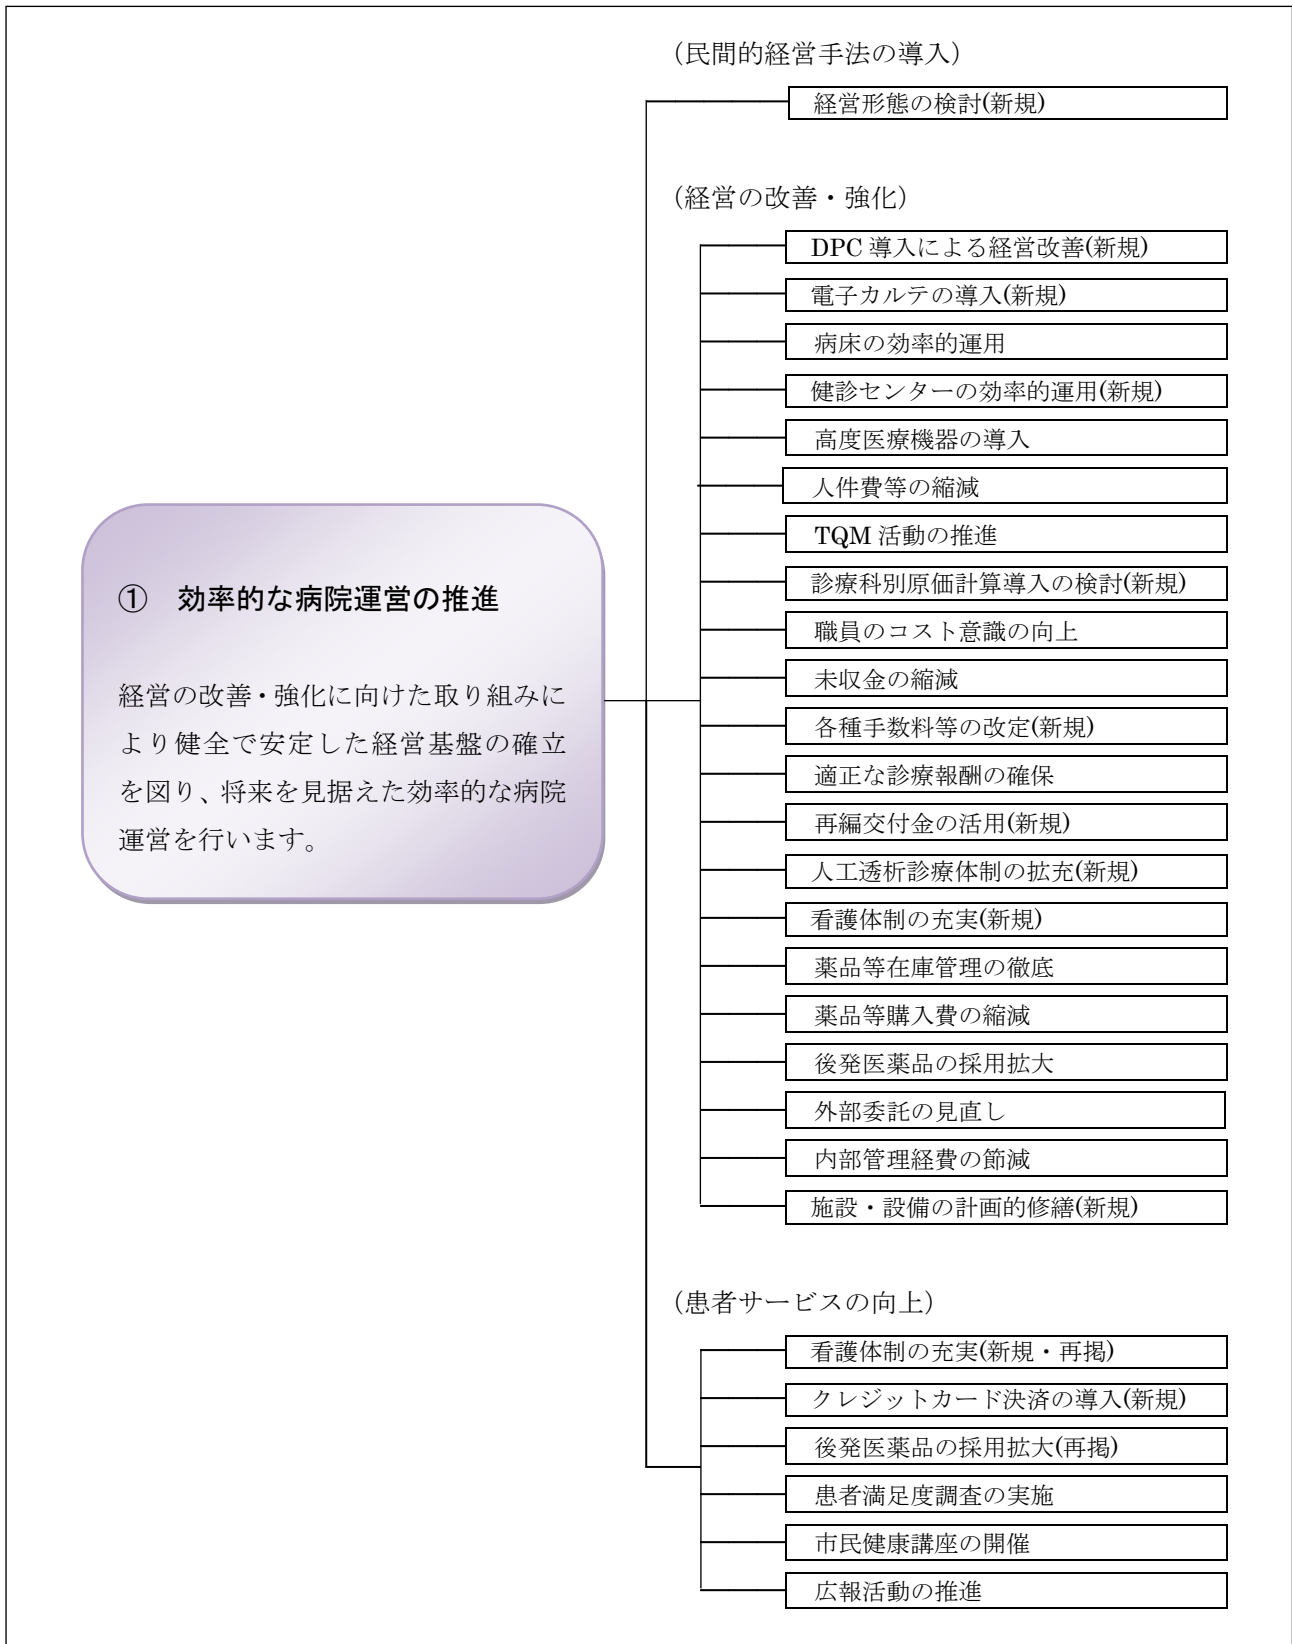 (民間的経営手法の導入)
経営形態の検討(新規)
(経営の改善・強化)
DPC 導入による経営改善(新規)
電子カルテの導入(新規)
病床の効率的運用
健診センターの効率的運用(新規)
高度医療機器の導入
人件費等の縮減
TQM 活動の推進
診療科別原価計算導入の検討(新規)
職員のコスト意識の向上
未収金の縮減
各種手数料等の改定(新規)
適正な診療報酬の確保
再編交付金の活用(新規)
人工透析診療体制の拡充(新規)
看護体制の充実(新規)
薬品等在庫管理の徹底
薬品等購入費の縮減
後発医薬品の採用拡大
外部委託の見直し
内部管理経費の節減
施設・設備の計画的修繕(新規)
(患者サービスの向上)
看護体制の充実(新規・再掲)
クレジットカード決済の導入(新規)
後発医薬品の採用拡大(再掲)
患者満足度調査の実施
市民健康講座の開催
広報活動の推進
① 効率的な病院運営の推進
経営の改善・強化に向けた取り組みに
より健全で安定した経営基盤の確立
を図り、将来を見据えた効率的な病院
運営を行います。